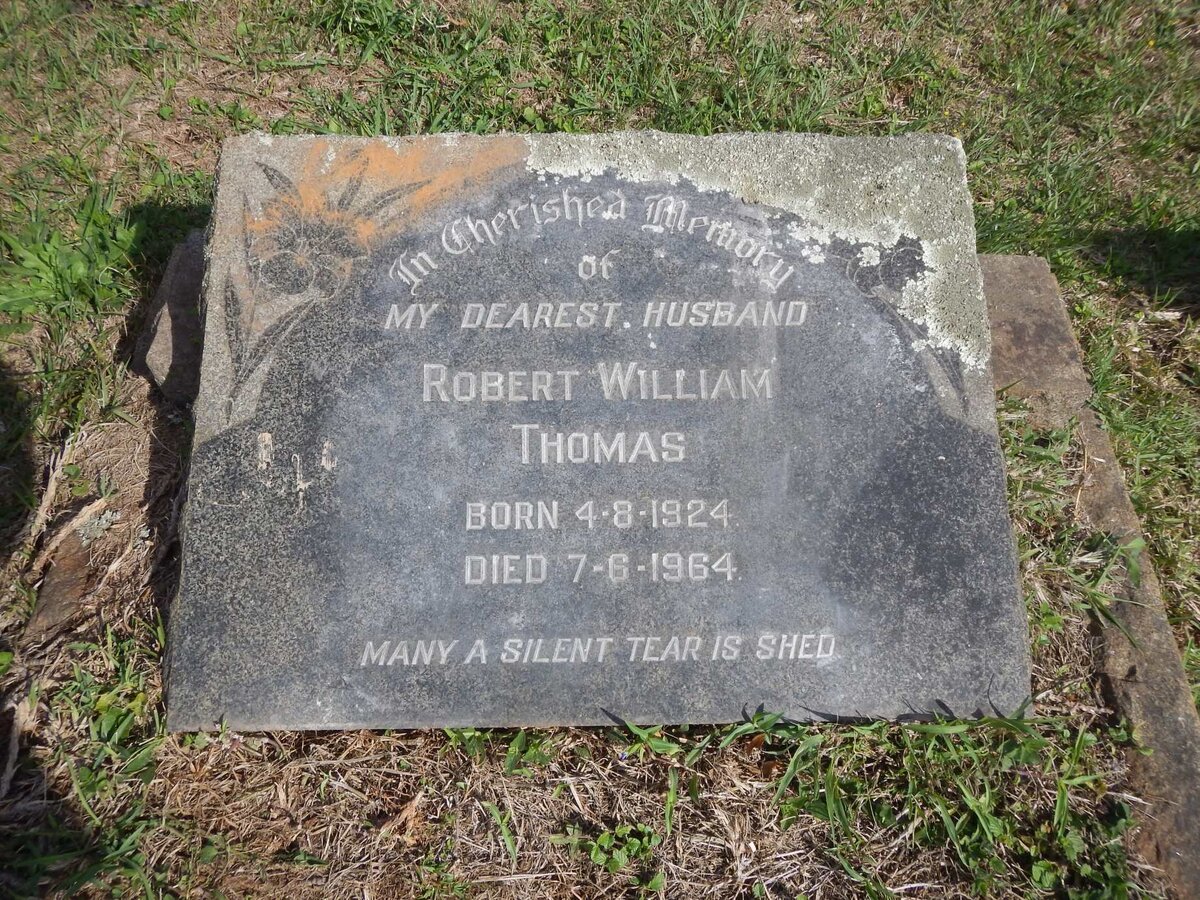 In Cherished Memory
of
MY DEAREST HUSBAND
ROBERT WILLIAM
THOMAS
BORN 4-8-1924.
DIED 7-6-1964.
MANY A SILENT TEAR IS SHED